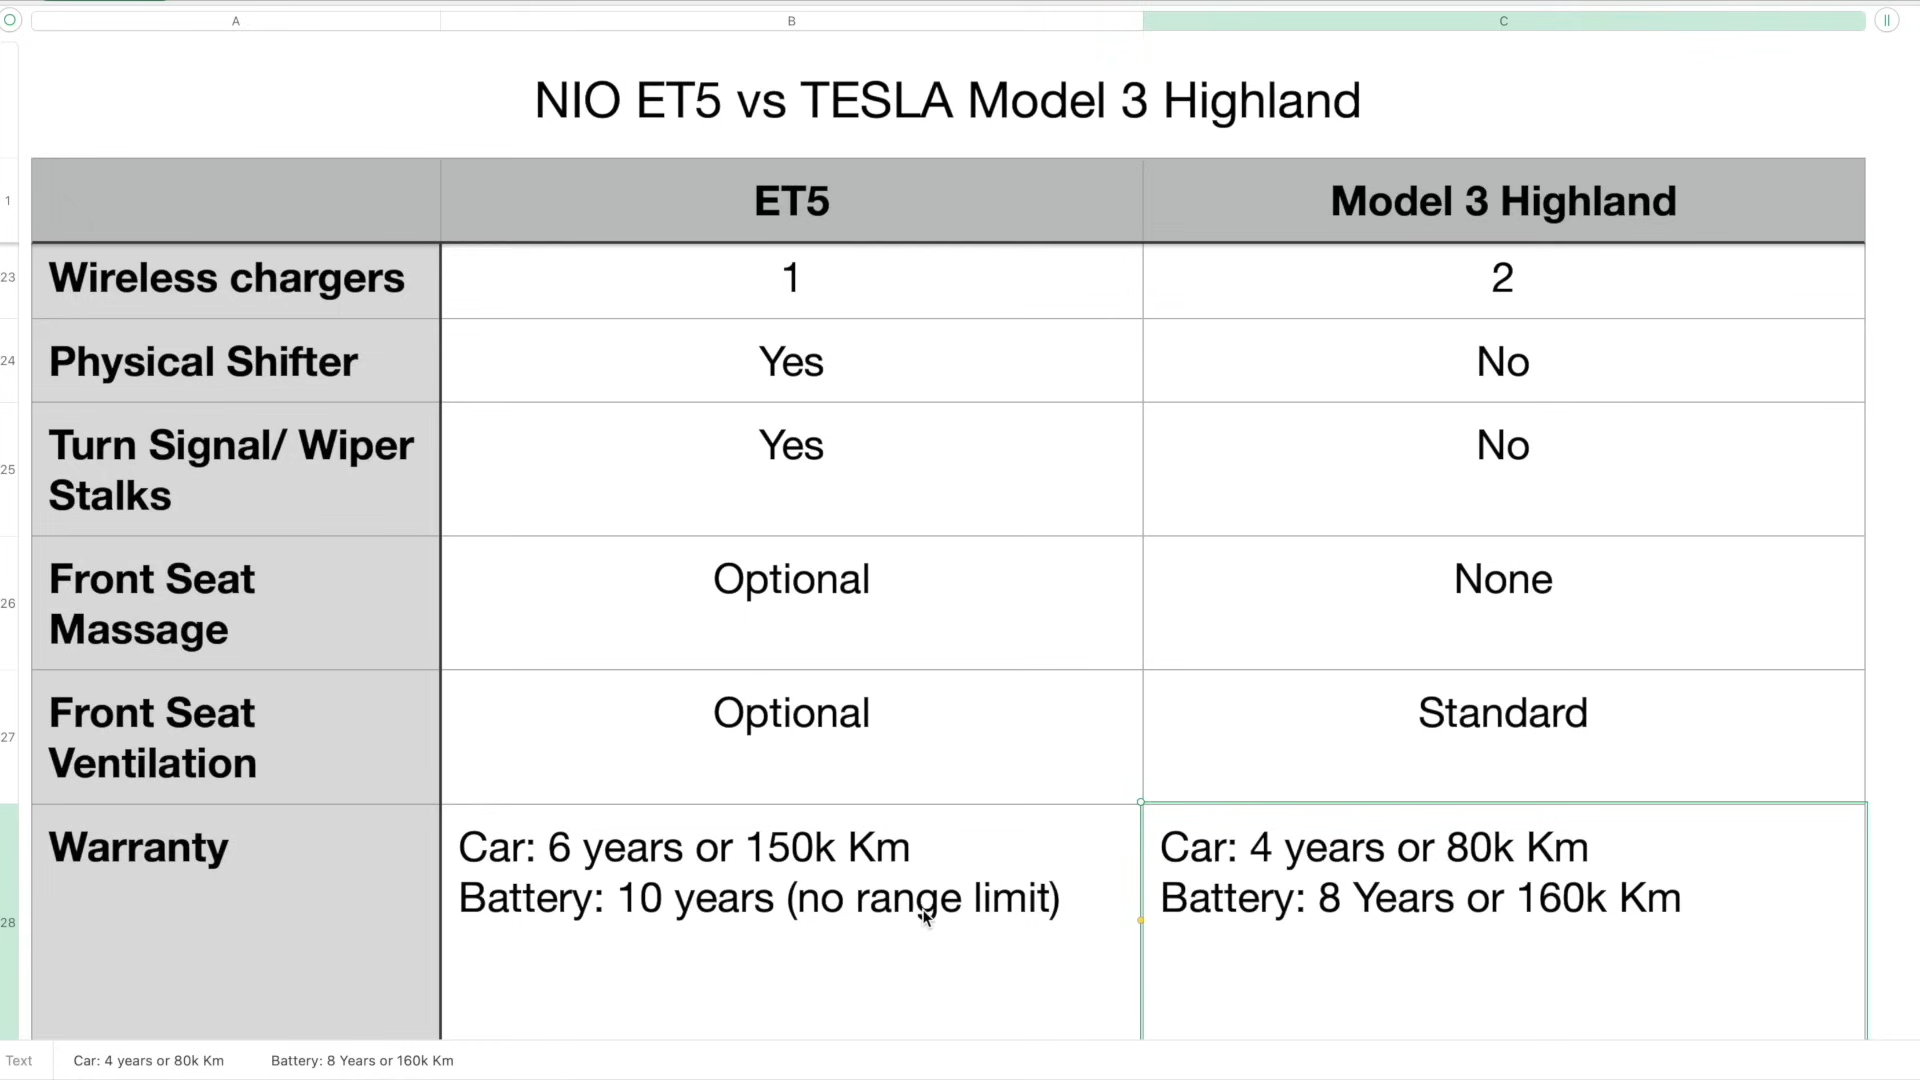 A B C
NIO ET5 vs TESLA Model 3 Highland
1 ET5 Model 3 Highland
23 Wireless chargers 1 2
24 Physical Shifter Yes No
Turn Signal/ Wiper Yes No
25
Stalks
Front Seat Optional None
26
Massage
Front Seat Optional Standard
27
Ventilation
Warranty Car: 6 years or 150k Km Car: 4 years or 80k Km
Battery: 10 years (no range limit) Battery: 8 Years or 160k Km
28
Text Car: 4 years or 80k Km Battery: 8 Years or 160k Km